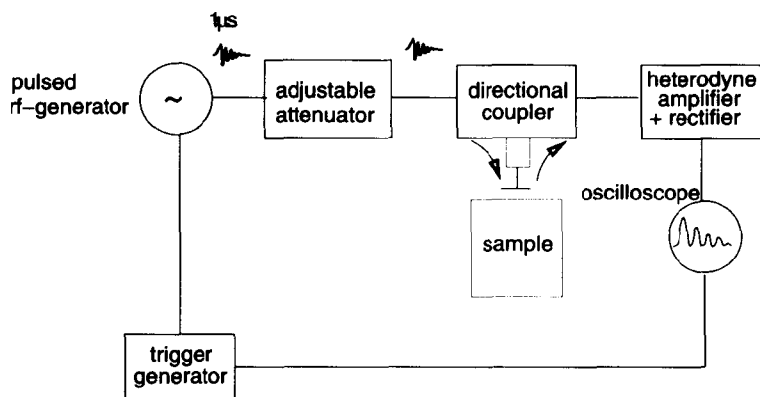 1μs
pulsed
rf-generator
~
adjustable
attenuator
directional
coupler
heterodyne
amplifier
+ rectifier
oscilloscope
sample
trigger
generator